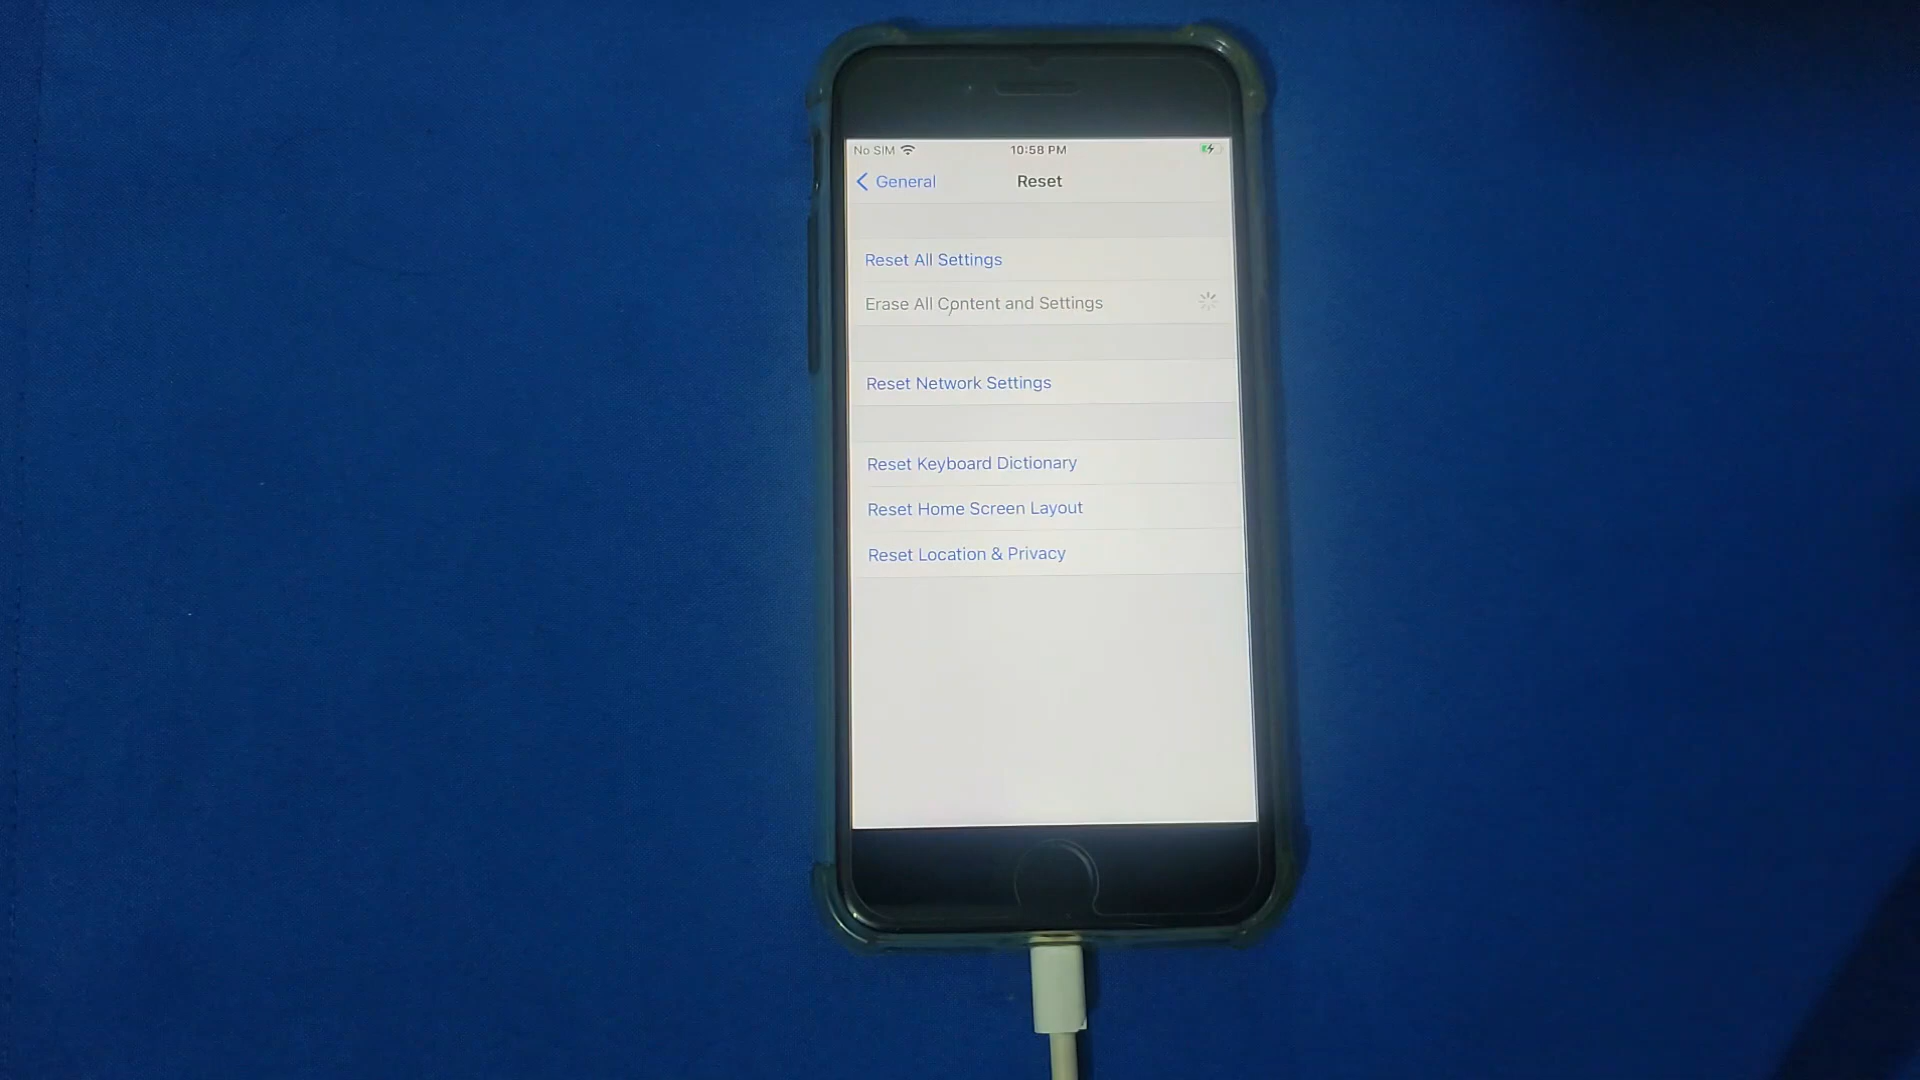 No SIM
10:58 PM
General
Reset
Reset All Settings
Erase All Content and Settings
Reset Network Settings
Reset Keyboard Dictionary
Reset Home Screen Layout
Reset Location & Privacy